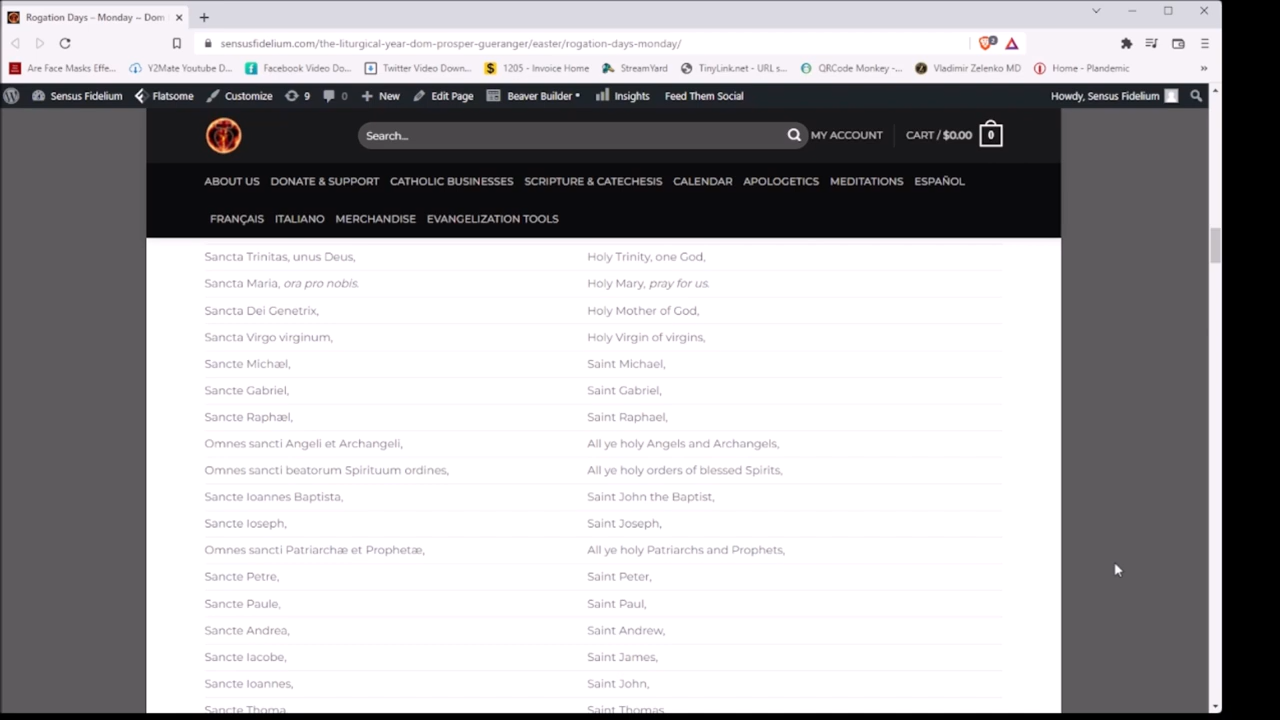 Rogation Days – Monday – Dom
sensusfidelium.com/the-liturgical-year-dom-prosper-gueranger/easter/rogation-days-monday/
Are Face Masks Effe... Y2Mate Youtube D... Facebook Video Do... Twitter Video Down... 1205 - Invoice Home StreamYard TinyLink.net - URL s... QRCode Monkey -... Vladimir Zelenko MD Home - Plandemic »
Sensus Fidelium Flatsome Customize 9 0 + New Edit Page Beaver Builder • Insights Feed Them Social Howdy, Sensus Fidelium
Search... MY ACCOUNT CART / $0.00 0
ABOUT US DONATE & SUPPORT CATHOLIC BUSINESSES SCRIPTURE & CATECHESIS CALENDAR APOLOGETICS MEDITATIONS ESPAÑOL
FRANÇAIS ITALIANO MERCHANDISE EVANGELIZATION TOOLS
Sancta Trinitas, unus Deus, Holy Trinity, one God,
Sancta Maria, ora pro nobis. Holy Mary, pray for us.
Sancta Dei Genetrix, Holy Mother of God,
Sancta Virgo virginum, Holy Virgin of virgins,
Sancte Michæl, Saint Michael,
Sancte Gabriel, Saint Gabriel,
Sancte Raphæl, Saint Raphael,
Omnes sancti Angeli et Archangeli, All ye holy Angels and Archangels,
Omnes sancti beatorum Spirituum ordines, All ye holy orders of blessed Spirits,
Sancte Ioannes Baptista, Saint John the Baptist,
Sancte Ioseph, Saint Joseph,
Omnes sancti Patriarchæ et Prophetæ, All ye holy Patriarchs and Prophets,
Sancte Petre, Saint Peter,
Sancte Paule, Saint Paul,
Sancte Andrea, Saint Andrew,
Sancte Iacobe, Saint James,
Sancte Ioannes, Saint John,
Sancte Thoma, Saint Thomas,